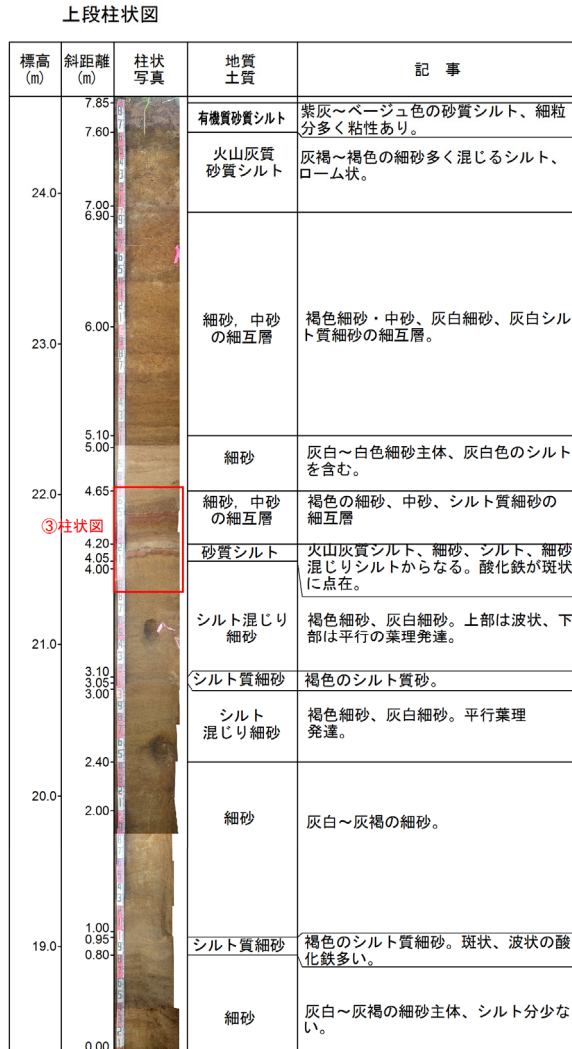 上段柱状図
標高
(m)
斜距離
(m)
柱状
写真
地質
土質
記 事
7.85
有機質砂質シルト
紫灰～ベージュ色の砂質シルト、細粒
分多く粘性あり。
7.60
火山灰質
砂質シルト
灰褐～褐色の細砂多く混じるシルト、
ローム状。
24.0
7.00
6.90
細砂，中砂
の細互層
褐色細砂・中砂、灰白細砂、灰白シル
ト質細砂の細互層。
6.00
23.0
5.10
5.00
細砂
灰白～白色細砂主体、灰白色のシルト
を含む。
4.65
22.0
細砂，中砂
の細互層
褐色の細砂、中砂、シルト質細砂の
細互層
③柱状図
4.20
4.05
4.00
砂質シルト
火山灰質シルト、細砂、シルト、細砂
混じりシルトからなる。酸化鉄が斑状
に点在。
シルト混じり
細砂
褐色細砂、灰白細砂。上部は波状、下
部は平行の葉理発達。
21.0
3.10
3.05
3.00
シルト質細砂
褐色のシルト質砂。
シルト
混じり細砂
褐色細砂、灰白細砂。平行葉理
発達。
2.40
20.0
2.00
細砂
灰白～灰褐の細砂。
1.00
0.95
0.80
19.0
シルト質細砂
褐色のシルト質細砂。斑状、波状の酸
化鉄多い。
細砂
灰白～灰褐の細砂主体、シルト分少な
い。
0.00